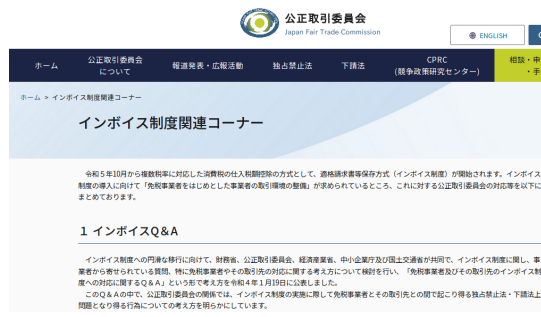 公正取引委員会
Japan Fair Trade Commission
ENGLISH
ホーム
公正取引委員会
について
報道発表・広報活動
独占禁止法
下請法
CPRC
(競争政策研究センター)
相談・申
・手
ホーム > インボイス制度関連コーナー
インボイス制度関連コーナー
令和５年10月から複数税率に対応した消費税の仕入税額控除の方式として、適格請求書等保存方式（インボイス制度）が開始されます。インボイス
制度の導入に向けて「免税事業者をはじめとした事業者の取引環境の整備」が求められているところ、これに対する公正取引委員会の対応等を以下に
まとめております。
１ インボイスQ＆A
インボイス制度への円滑な移行に向けて、財務省、公正取引委員会、経済産業省、中小企業庁及び国土交通省が共同で、インボイス制度に関し、事
業者から寄せられている質問、特に免税事業者やその取引先の対応に関する考え方について検討を行い、「免税事業者及びその取引先のインボイス制
度への対応に関するＱ＆Ａ」という形で考え方を令和４年１月19日に公表しました。
このＱ＆Ａの中で、公正取引委員会の関係では、インボイス制度の実施に際して免税事業者とその取引先との間で起こり得る独占禁止法・下請法上
問題となり得る行為についての考え方を明らかにしています。